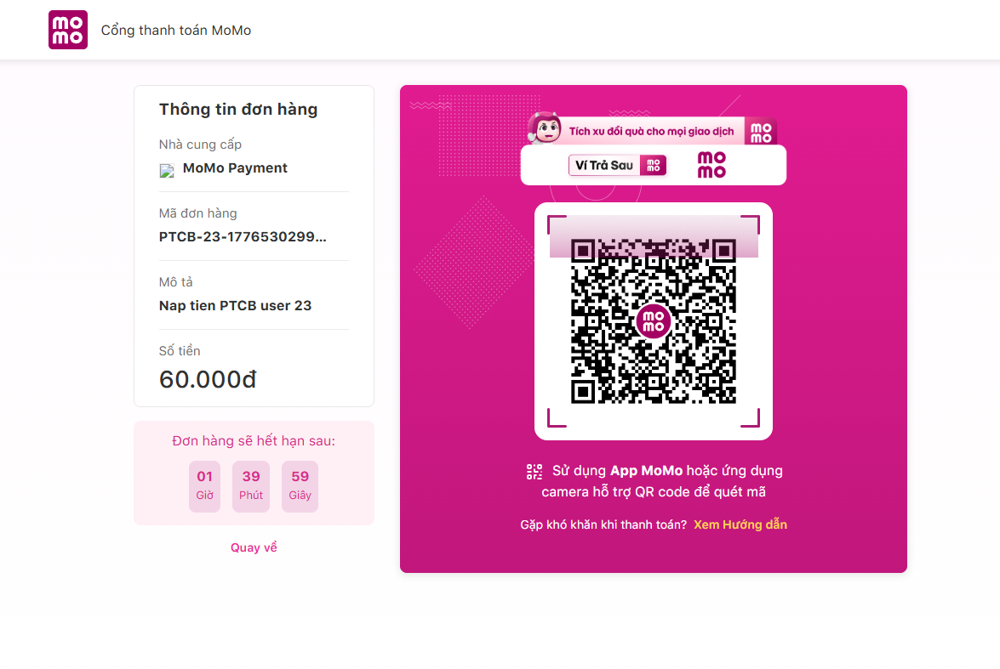 mo
mo
Cổng thanh toán MoMo
Thông tin đơn hàng
Nhà cung cấp
MoMo Payment
Mã đơn hàng
PTCB-23-1776530299...
Mô tả
Nap tien PTCB user 23
Số tiền
60.000đ
Đơn hàng sẽ hết hạn sau:
01 39 59
Giờ Phút Giây
Quay về
Tích xu đổi quà cho mọi giao dịch
mo
mo
Ví Trả Sau
mo
mo
mo
mo
mo
mo
Sử dụng App MoMo hoặc ứng dụng
camera hỗ trợ QR code để quét mã
Gặp khó khăn khi thanh toán? Xem Hướng dẫn